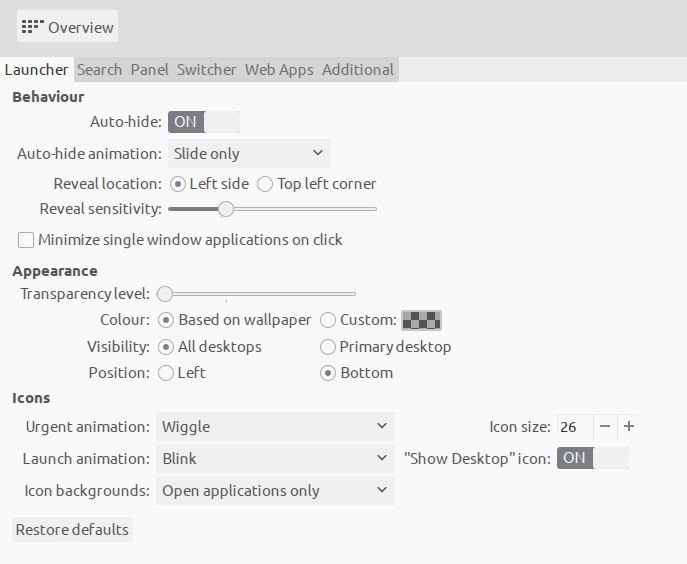 Overview
Launcher Search Panel Switcher Web Apps Additional
Behaviour
Auto-hide: ON
Auto-hide animation: Slide only
Reveal location: Left side Top left corner
Reveal sensitivity:
Minimize single window applications on click
Appearance
Transparency level:
Colour: Based on wallpaper Custom:
Visibility: All desktops Primary desktop
Position: Left Bottom
Icons
Urgent animation: Wiggle Icon size: 26 − +
Launch animation: Blink "Show Desktop" icon: ON
Icon backgrounds: Open applications only
Restore defaults